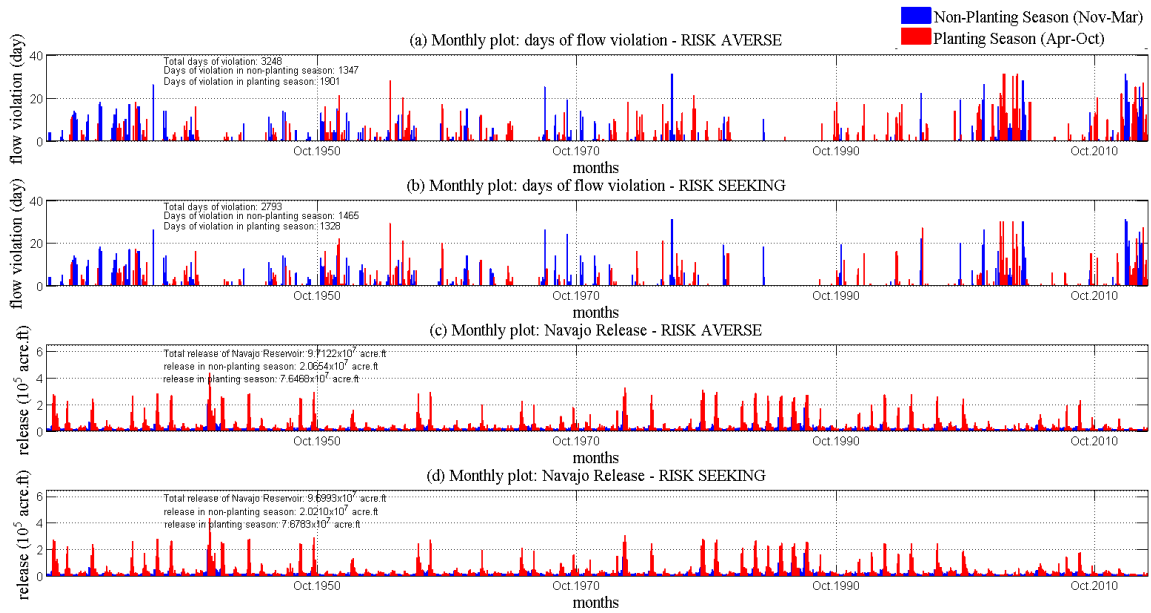 Non-Planting Season (Nov-Mar)
Planting Season (Apr-Oct)
(a) Monthly plot: days of flow violation - RISK AVERSE
flow violation (day)
40
20
0
Total days of violation: 3248
Days of violation in non-planting season: 1347
Days of violation in planting season: 1901
Oct.1950
Oct.1970
Oct.1990
Oct.2010
months
(b) Monthly plot: days of flow violation - RISK SEEKING
flow violation (day)
40
20
0
Total days of violation: 2793
Days of violation in non-planting season: 1465
Days of violation in planting season: 1328
Oct.1950
Oct.1970
Oct.1990
Oct.2010
months
(c) Monthly plot: Navajo Release - RISK AVERSE
release (10⁵ acre.ft)
6
4
2
0
Total release of Navajo Reservoir: 9.7122x10⁷ acre.ft
release in non-planting season: 2.0654x10⁷ acre.ft
release in planting season: 7.6468x10⁷ acre.ft
Oct.1950
Oct.1970
Oct.1990
Oct.2010
months
(d) Monthly plot: Navajo Release - RISK SEEKING
release (10⁵ acre.ft)
6
4
2
0
Total release of Navajo Reservoir: 9.6993x10⁷ acre.ft
release in non-planting season: 2.0210x10⁷ acre.ft
release in planting season: 7.6783x10⁷ acre.ft
Oct.1950
Oct.1970
Oct.1990
Oct.2010
months